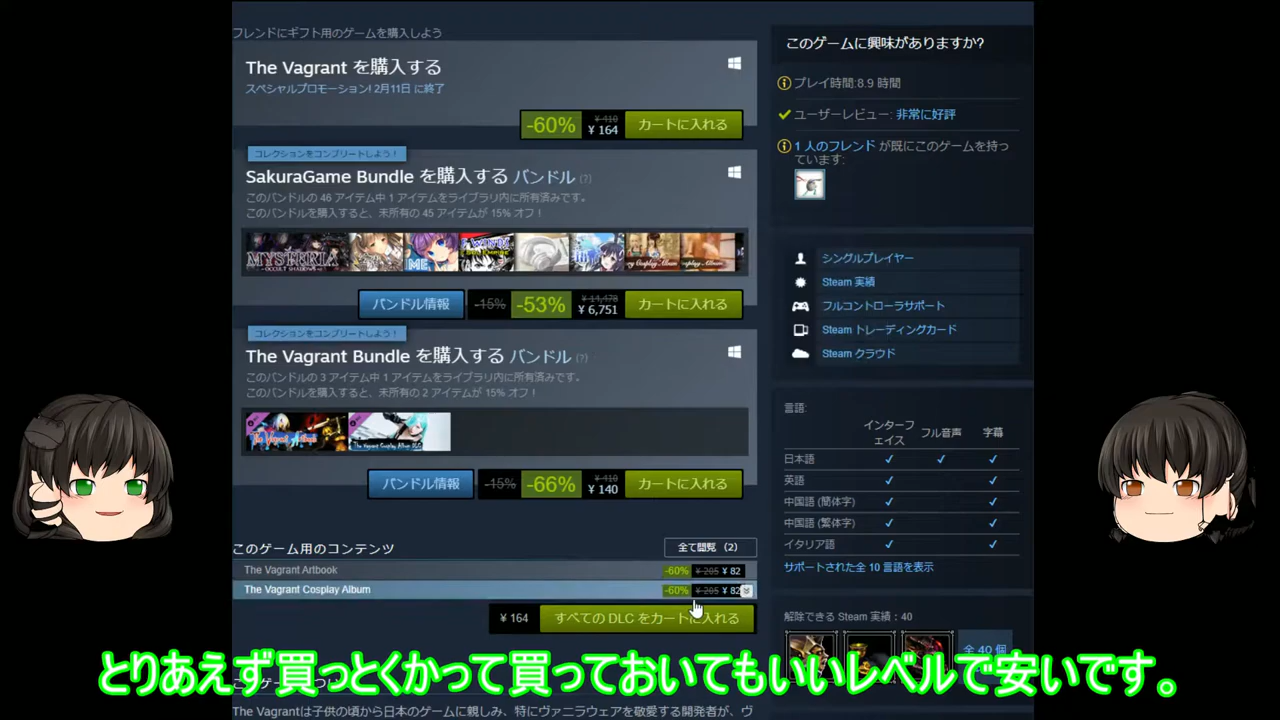 フレンドにギフト用のゲームを購入しよう
The Vagrant を購入する
スペシャルプロモーション! 2月11日 に終了
-60% ¥ 410 ¥ 164 カートに入れる
コレクションをコンプリートしよう！
SakuraGame Bundle を購入する バンドル (?)
このバンドルの 46 アイテム中 1 アイテムをライブラリ内に所有済みです。
このバンドルを購入すると、未所有の 45 アイテムが 15% オフ！
MYSTERIA
OCCULT SHADOWS
バンドル情報 -15% -53% ¥ 14,478 ¥ 6,751 カートに入れる
コレクションをコンプリートしよう！
The Vagrant Bundle を購入する バンドル (?)
このバンドルの 3 アイテム中 1 アイテムをライブラリ内に所有済みです。
このバンドルを購入すると、未所有の 2 アイテムが 15% オフ！
The Vagrant Cosplay Album DLC
バンドル情報 -15% -66% ¥ 410 ¥ 140 カートに入れる
このゲーム用のコンテンツ 全て閲覧 (2)
The Vagrant Artbook -60% ¥ 205 ¥ 82
The Vagrant Cosplay Album -60% ¥ 205 ¥ 82
¥ 164 すべての DLC をカートに入れる
The Vagrantは子供の頃から日本のゲームに親しみ、特にヴァニラウェアを敬愛する開発者が、ヴ
このゲームに興味がありますか?
プレイ時間:8.9 時間
ユーザーレビュー: 非常に好評
1 人のフレンド が既にこのゲームを持っ
ています:
シングルプレイヤー
Steam 実績
フルコントローラサポート
Steam トレーディングカード
Steam クラウド
言語:
インターフェイス フル音声 字幕
日本語 ✓ ✓ ✓
英語 ✓ ✓
中国語 (簡体字) ✓ ✓
中国語 (繁体字) ✓ ✓
イタリア語 ✓ ✓
サポートされた全 10 言語を表示
解除できる Steam 実績：40
全 40 個
とりあえず買っとくかって買っておいてもいいレベルで安いです。